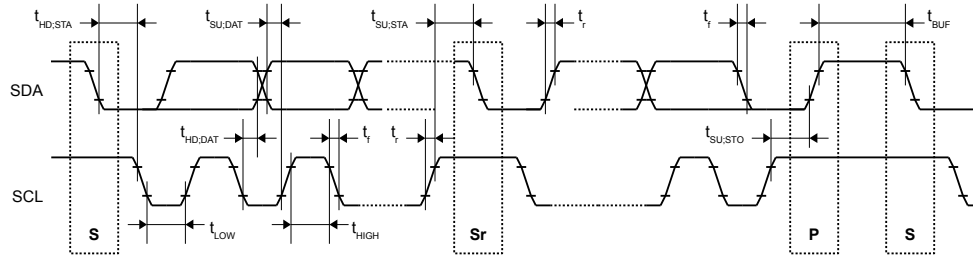 tHD;STA tSU;DAT tSU;STA tr tf tBUF
SDA
tHD;DAT tf tr tSU;STO
SCL
tLOW tHIGH
S Sr P S